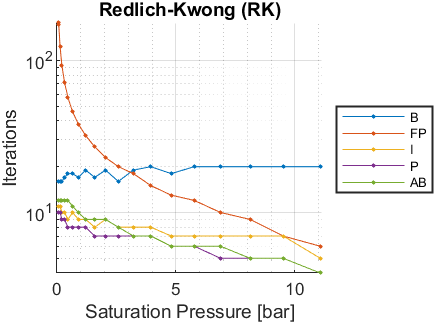 Redlich-Kwong (RK)
10^2
10^1
Iterations
0
5
10
Saturation Pressure [bar]
B
FP
I
P
AB